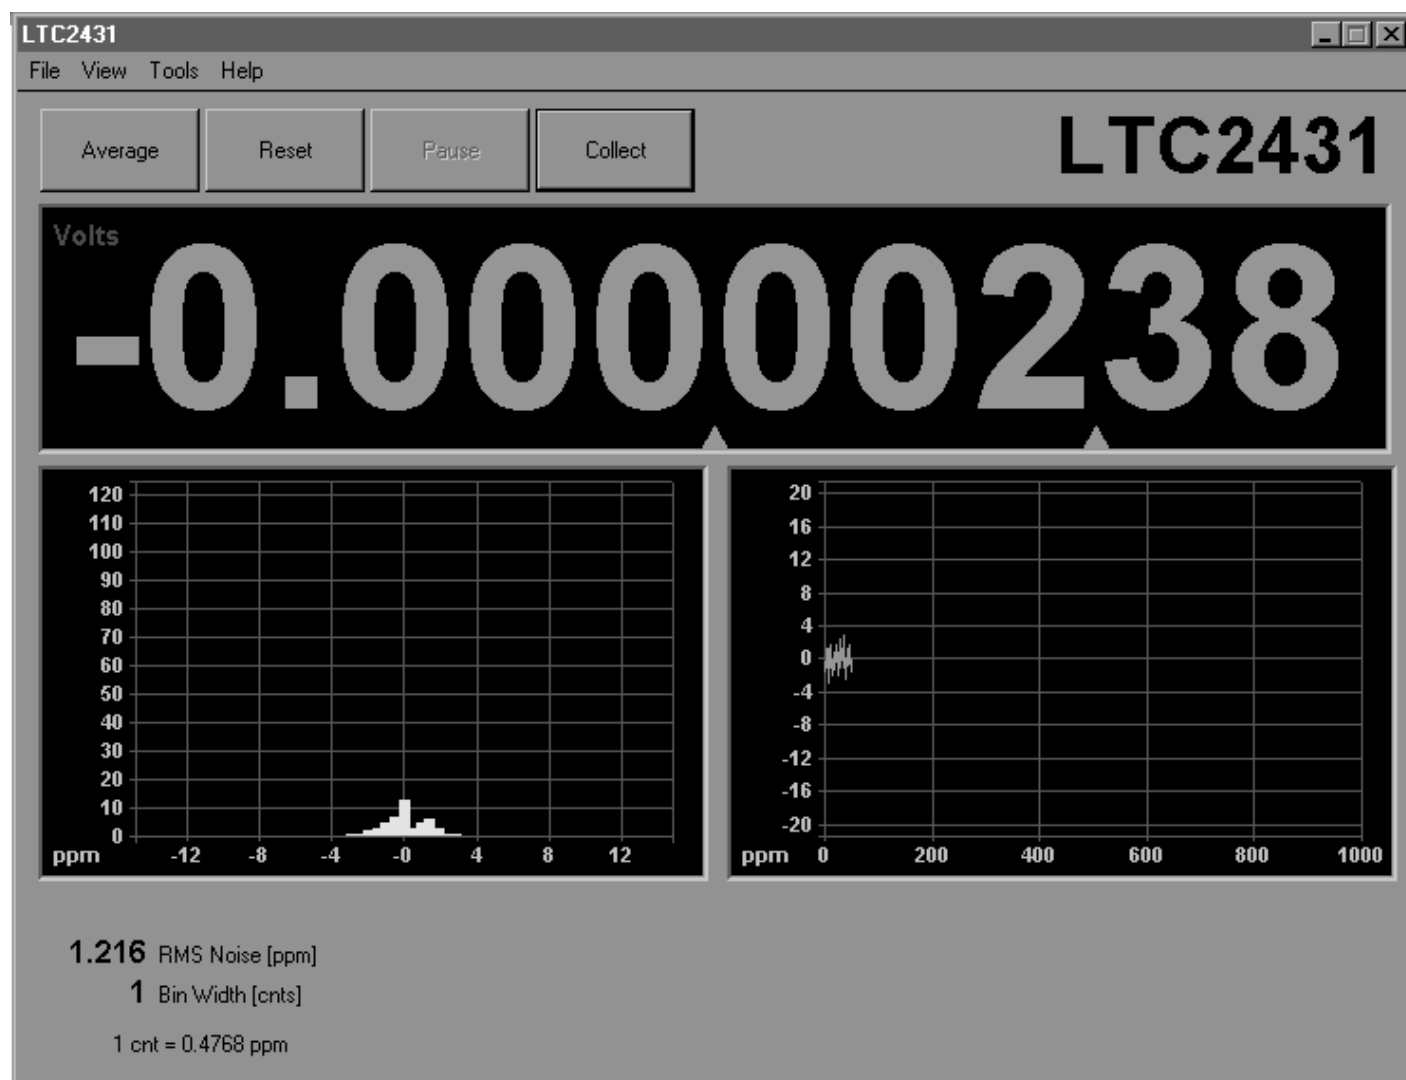 LTC2431
File View Tools Help
Average Reset Pause Collect
LTC2431
Volts
-0.00000238
120
110
100
90
80
70
60
50
40
30
20
10
0
ppm -12 -8 -4 -0 4 8 12
20
16
12
8
4
0
-4
-8
-12
-16
-20
ppm 0 200 400 600 800 1000
1.216 RMS Noise [ppm]
1 Bin Width [cnts]
1 cnt = 0.4768 ppm